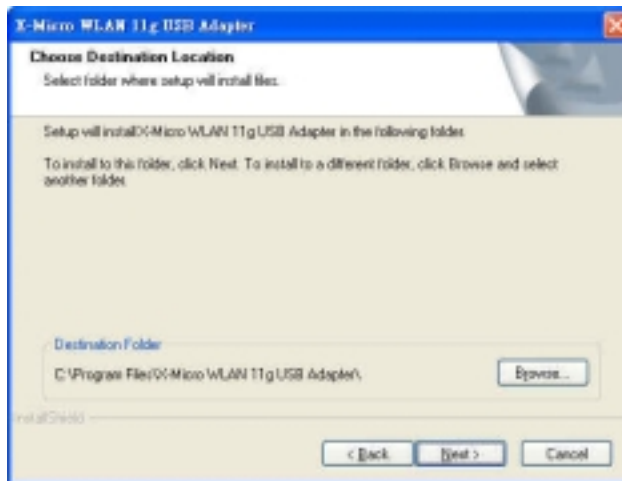 X-Micro WLAN 11g USB Adapter
Choose Destination Location
Select folder where setup will install files.
Setup will install X-Micro WLAN 11g USB Adapter in the following folder.
To install to this folder, click Next. To install to a different folder, click Browse and select
another folder.
Destination Folder
C:\Program Files\X-Micro WLAN 11g USB Adapter\
Browse...
InstallShield
< Back
Next >
Cancel